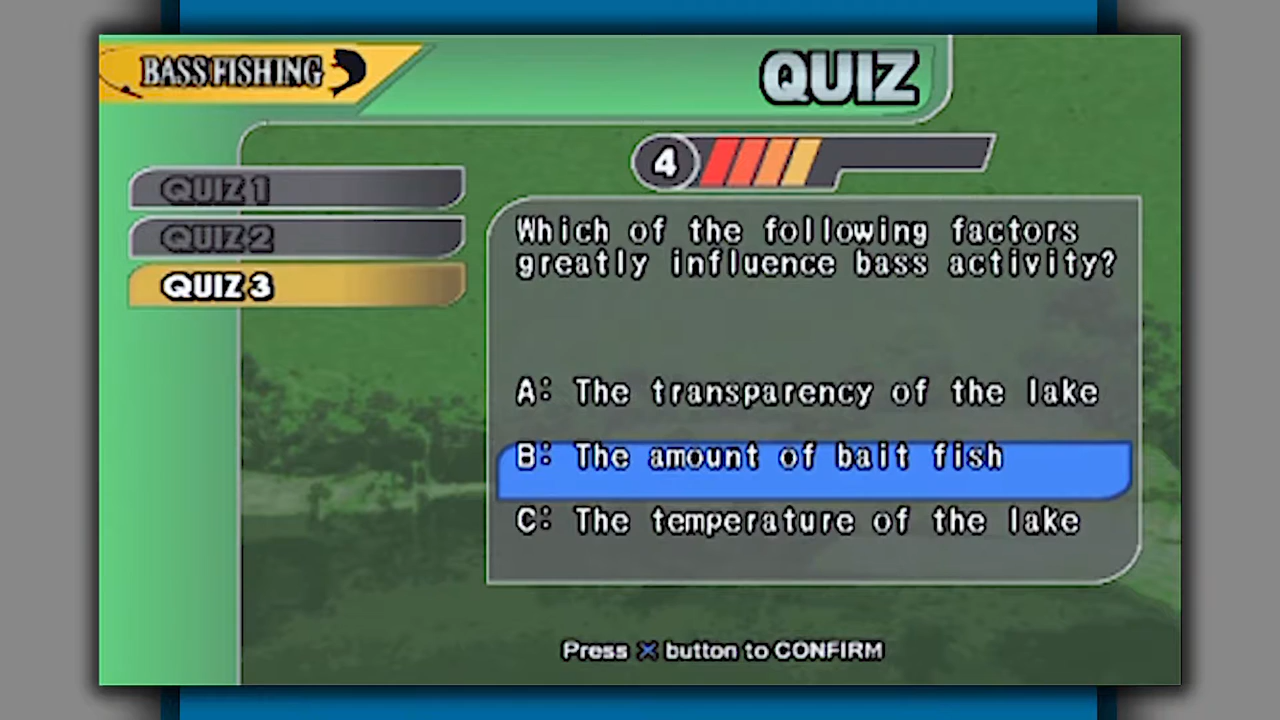 BASS FISHING
QUIZ
QUIZ 1
QUIZ 2
QUIZ 3
4
Which of the following factors
greatly influence bass activity?
A: The transparency of the lake
B: The amount of bait fish
C: The temperature of the lake
Press × button to CONFIRM